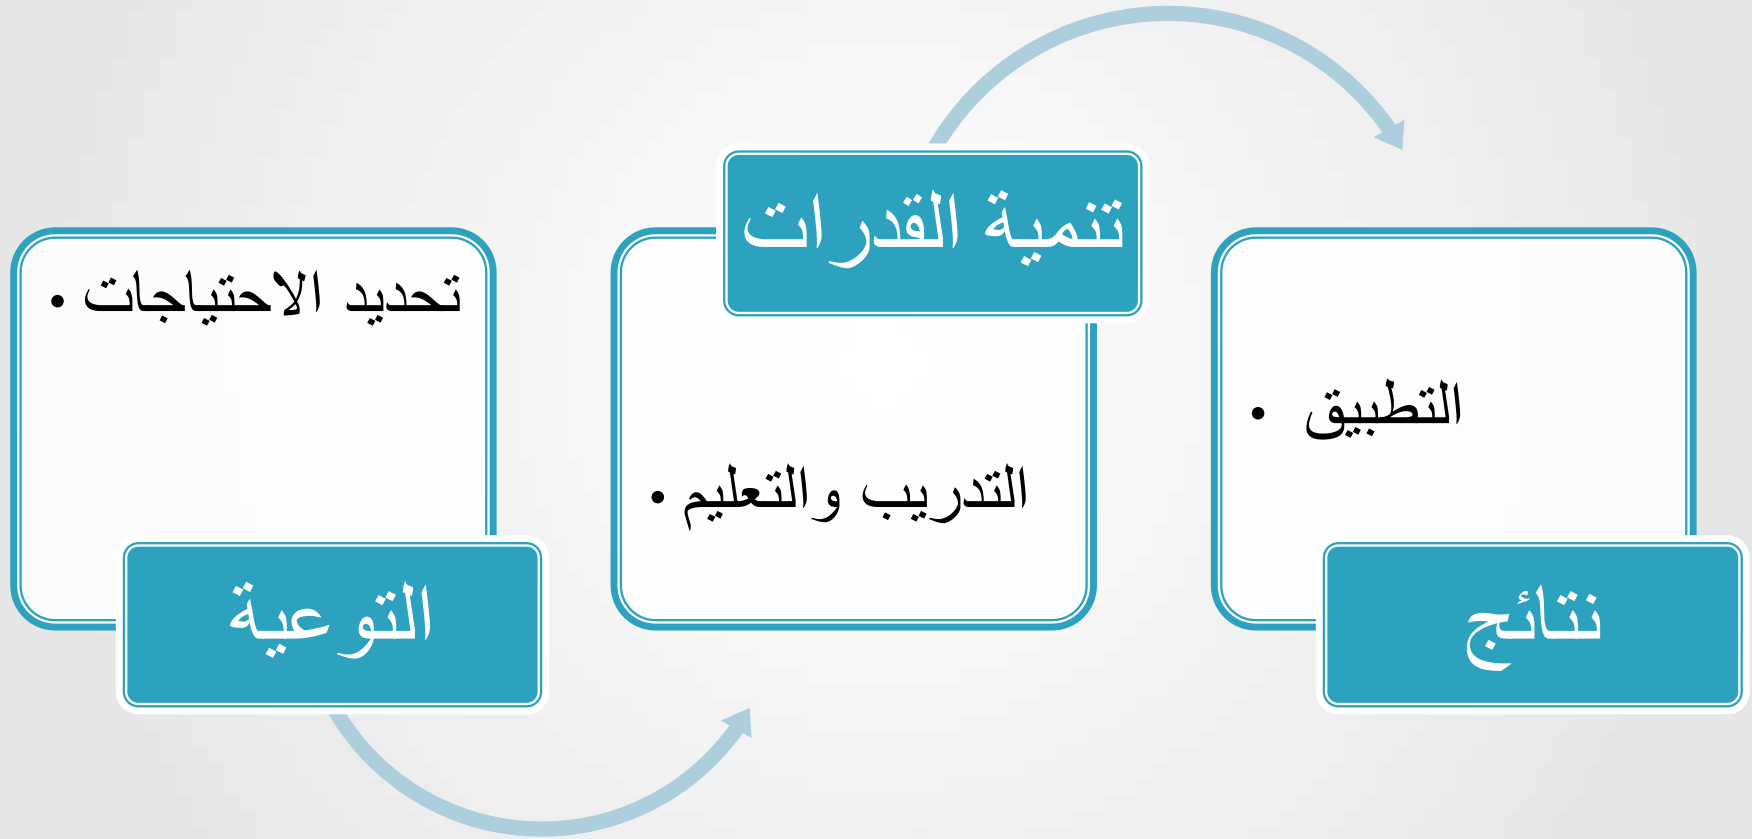 • تحديد الاحتياجات
التوعية
تنمية القدرات
• التدريب والتعليم
• التطبيق
نتائج